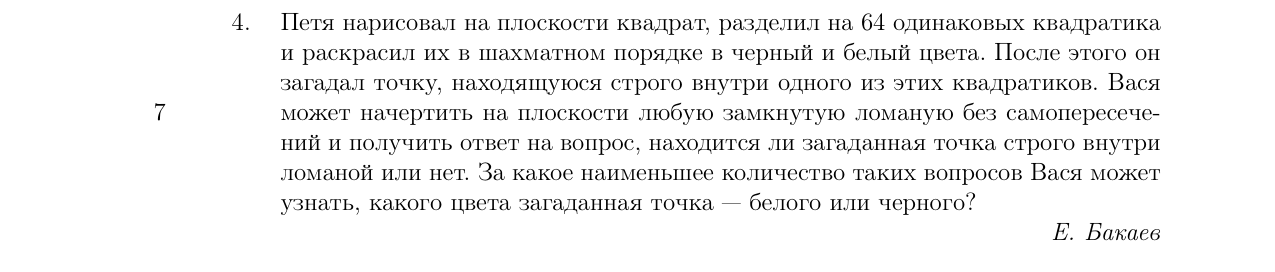 4. Петя нарисовал на плоскости квадрат, разделил на 64 одинаковых квадратика
и раскрасил их в шахматном порядке в черный и белый цвета. После этого он
загадал точку, находящуюся строго внутри одного из этих квадратиков. Вася
7 может начертить на плоскости любую замкнутую ломаную без самопересече-
ний и получить ответ на вопрос, находится ли загаданная точка строго внутри
ломаной или нет. За какое наименьшее количество таких вопросов Вася может
узнать, какого цвета загаданная точка — белого или черного?
Е. Бакаев